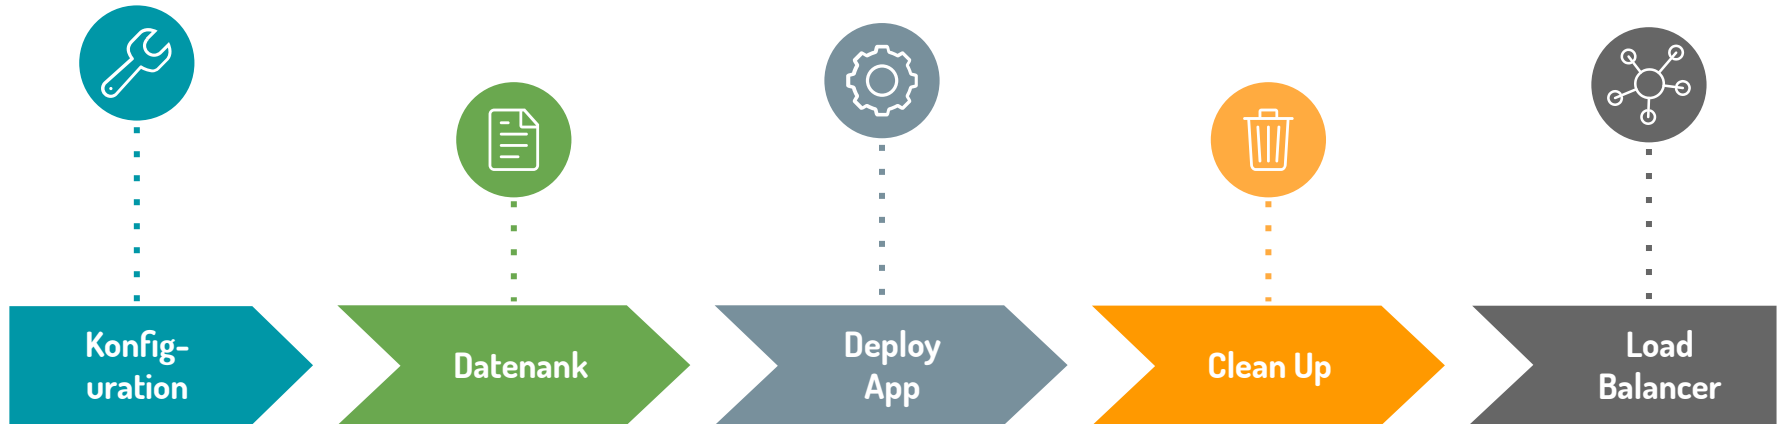 Konfig-
uration
Datenank
Deploy
App
Clean Up
Load
Balancer